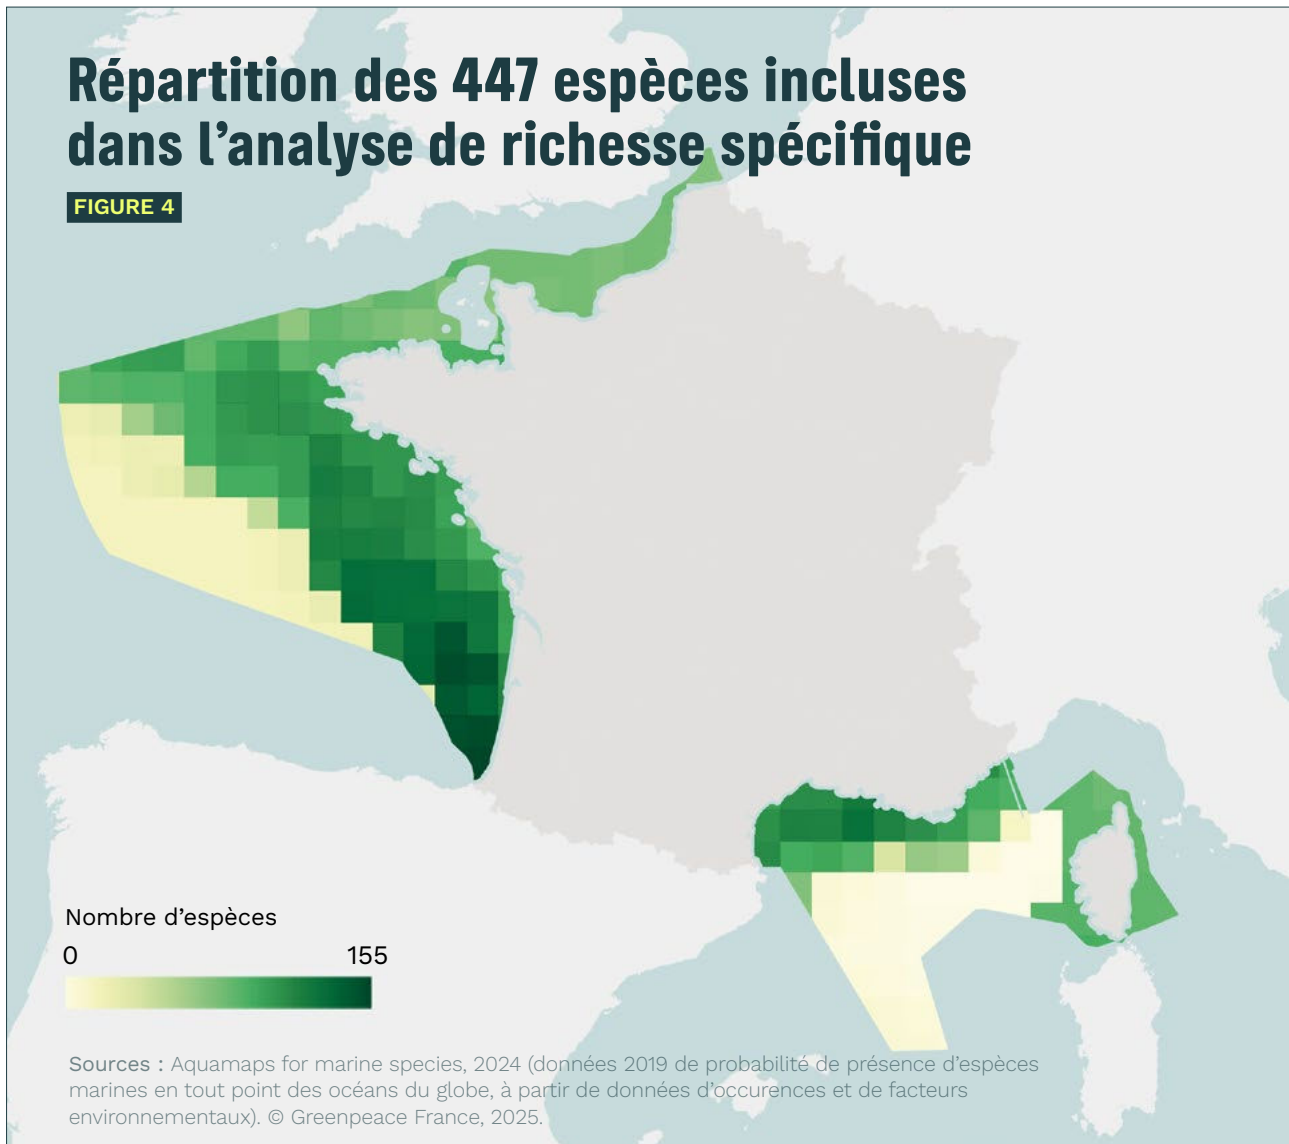 Répartition des 447 espèces incluses
dans l’analyse de richesse spécifique
FIGURE 4
Nombre d’espèces
0 155
Sources : Aquamaps for marine species, 2024 (données 2019 de probabilité de présence d’espèces
marines en tout point des océans du globe, à partir de données d’occurences et de facteurs
environnementaux). © Greenpeace France, 2025.